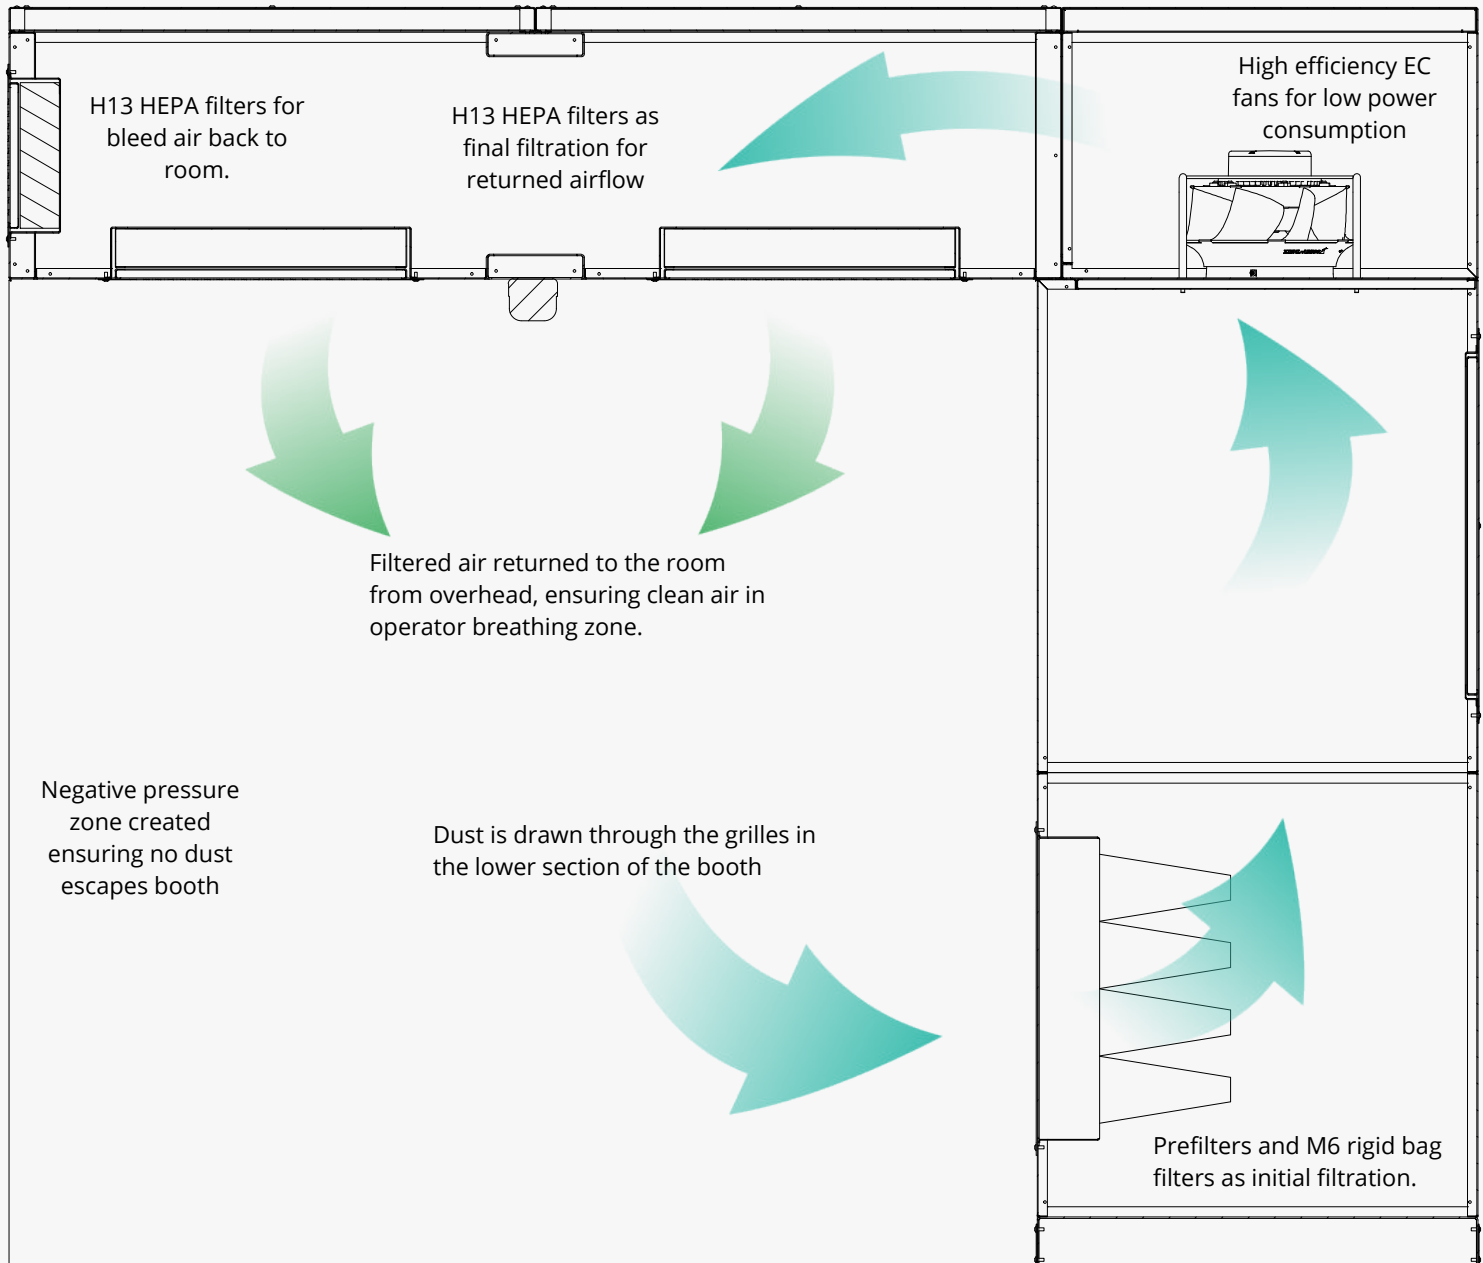 H13 HEPA filters for
bleed air back to
room.
H13 HEPA filters as
final filtration for
returned airflow
High efficiency EC
fans for low power
consumption
Filtered air returned to the room
from overhead, ensuring clean air in
operator breathing zone.
Negative pressure
zone created
ensuring no dust
escapes booth
Dust is drawn through the grilles in
the lower section of the booth
Prefilters and M6 rigid bag
filters as initial filtration.